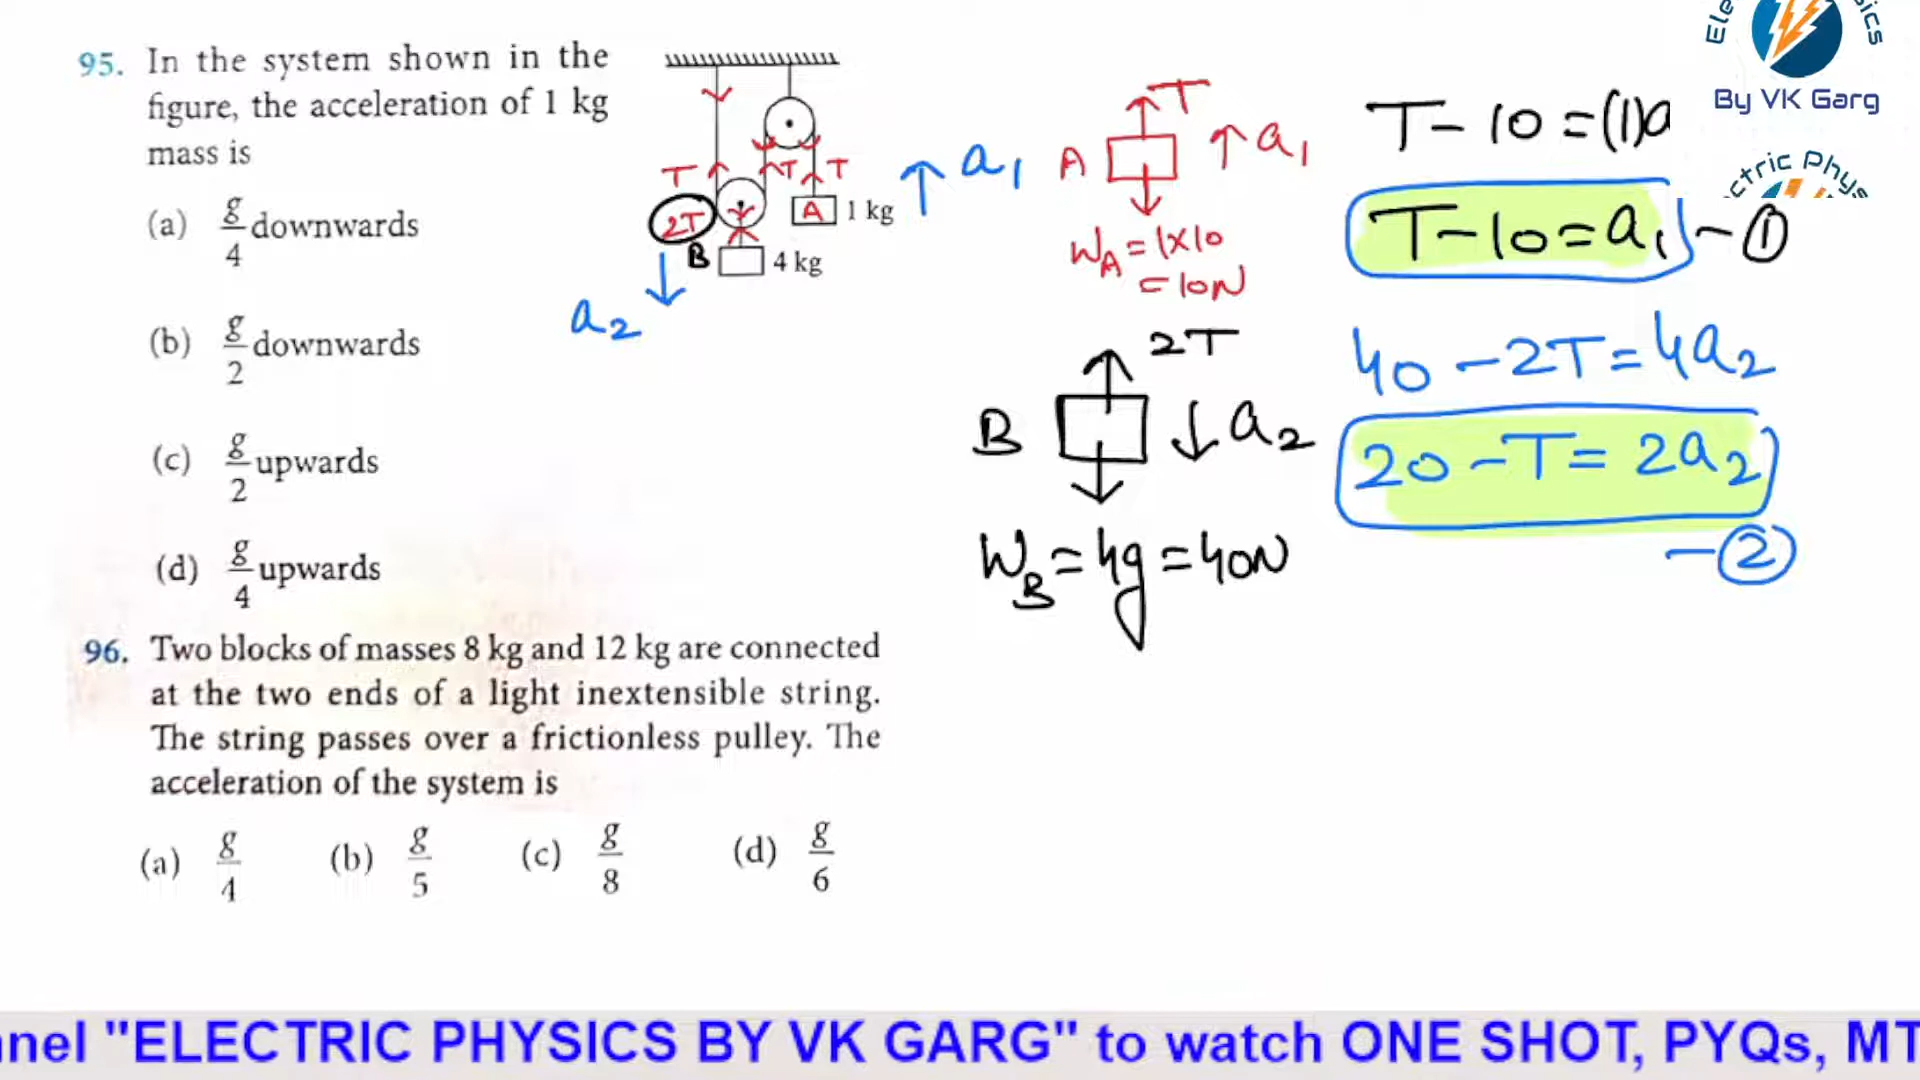 95. In the system shown in the
figure, the acceleration of 1 kg
mass is
(a) g/4 downwards
(b) g/2 downwards
(c) g/2 upwards
(d) g/4 upwards
T
T
T
2T
A
1 kg
B
4 kg
a2
a1
T
A
a1
WA = 1×10
= 10N
2T
B
a2
WB = 4g = 40N
T - 10 = (1)a
T - 10 = a1 - ①
40 - 2T = 4a2
20 - T = 2a2
- ②
By VK Garg
96. Two blocks of masses 8 kg and 12 kg are connected
at the two ends of a light inextensible string.
The string passes over a frictionless pulley. The
acceleration of the system is
(a) g/4 (b) g/5 (c) g/8 (d) g/6
nnel "ELECTRIC PHYSICS BY VK GARG" to watch ONE SHOT, PYQs, MT